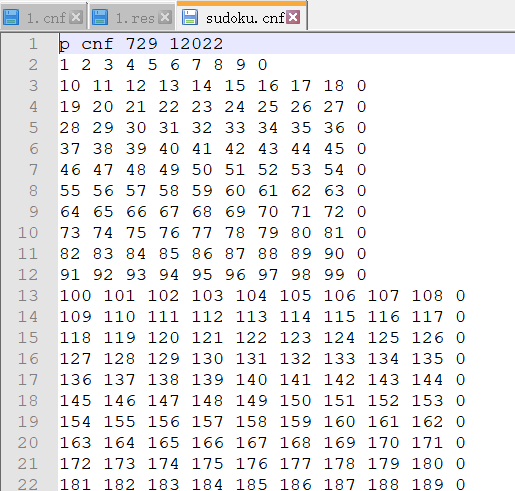 1.cnf 1.res sudoku.cnf
1 p cnf 729 12022
2 1 2 3 4 5 6 7 8 9 0
3 10 11 12 13 14 15 16 17 18 0
4 19 20 21 22 23 24 25 26 27 0
5 28 29 30 31 32 33 34 35 36 0
6 37 38 39 40 41 42 43 44 45 0
7 46 47 48 49 50 51 52 53 54 0
8 55 56 57 58 59 60 61 62 63 0
9 64 65 66 67 68 69 70 71 72 0
10 73 74 75 76 77 78 79 80 81 0
11 82 83 84 85 86 87 88 89 90 0
12 91 92 93 94 95 96 97 98 99 0
13 100 101 102 103 104 105 106 107 108 0
14 109 110 111 112 113 114 115 116 117 0
15 118 119 120 121 122 123 124 125 126 0
16 127 128 129 130 131 132 133 134 135 0
17 136 137 138 139 140 141 142 143 144 0
18 145 146 147 148 149 150 151 152 153 0
19 154 155 156 157 158 159 160 161 162 0
20 163 164 165 166 167 168 169 170 171 0
21 172 173 174 175 176 177 178 179 180 0
22 181 182 183 184 185 186 187 188 189 0